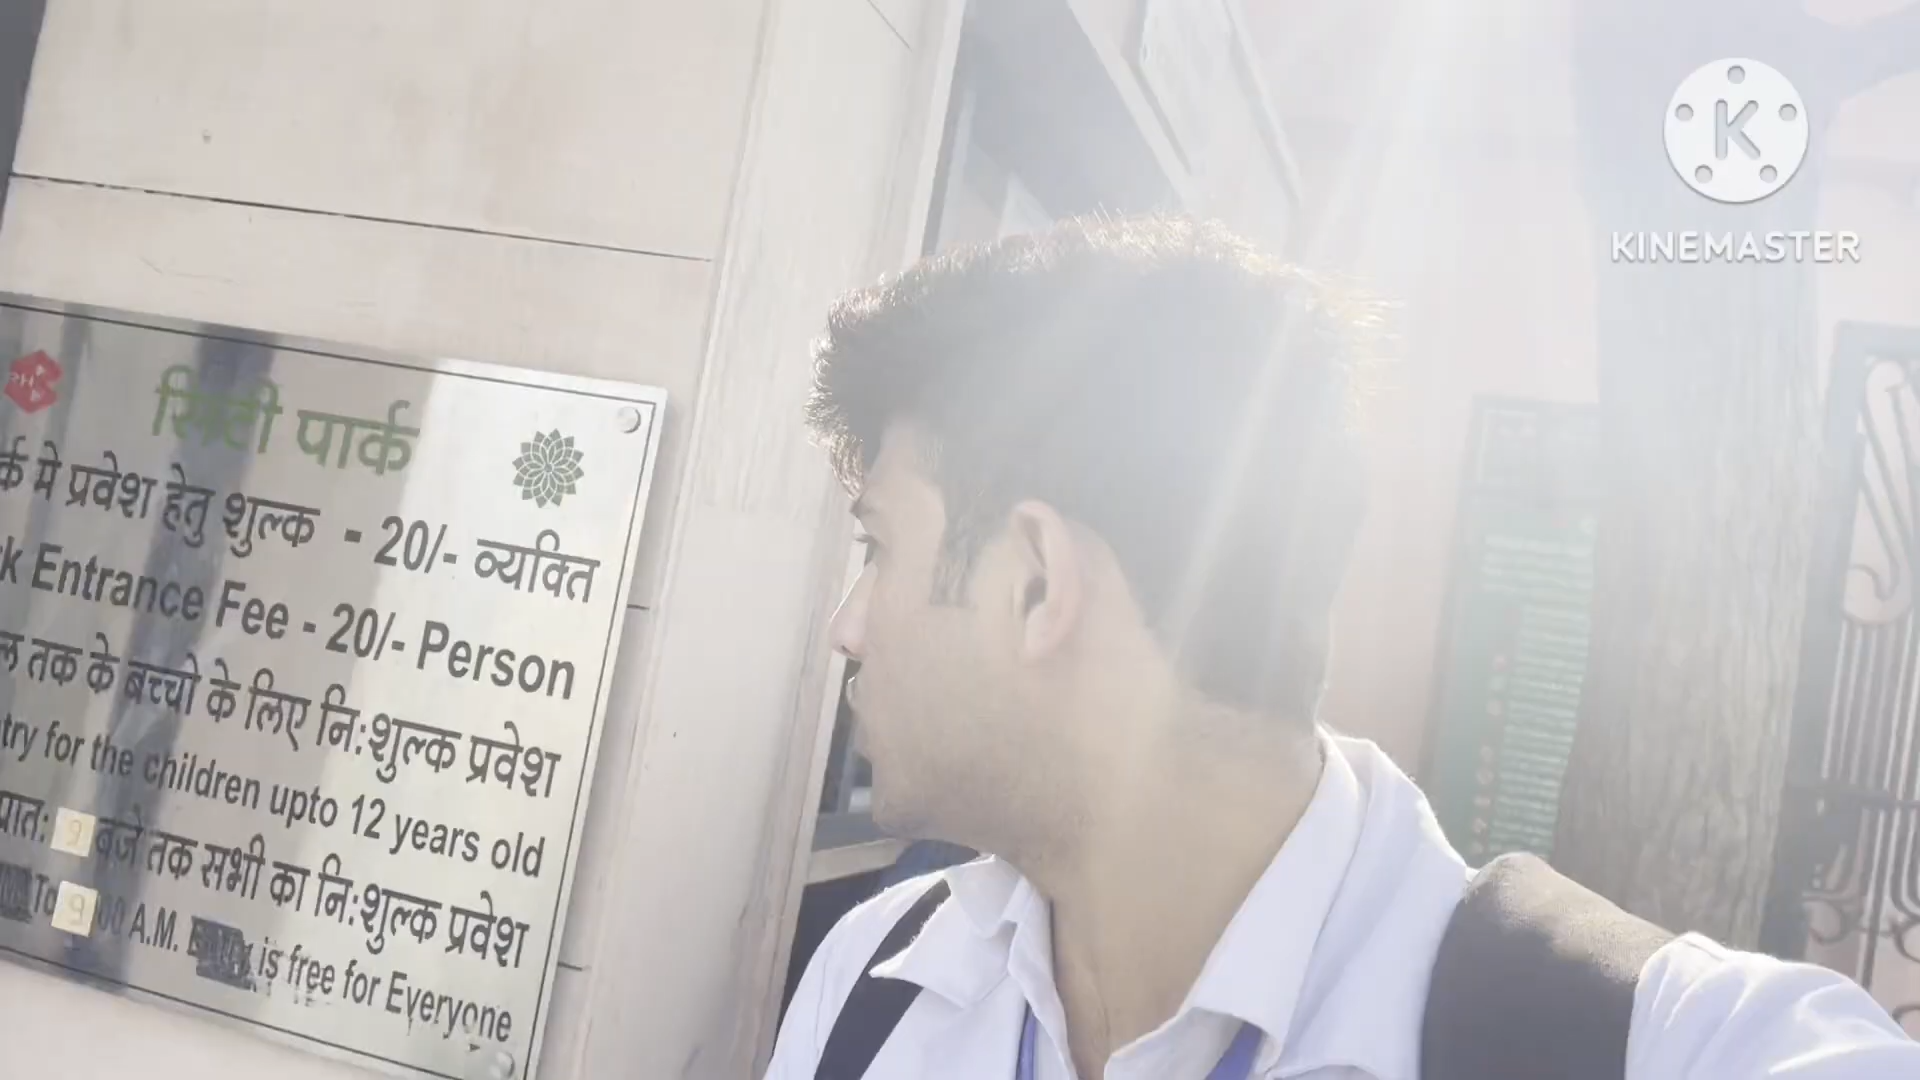 सिटी पार्क
र्क मे प्रवेश हेतु शुल्क - 20/- व्यक्ति
k Entrance Fee - 20/- Person
ल तक के बच्चो के लिए नि:शुल्क प्रवेश
try for the children upto 12 years old
प्रात: 9 बजे तक सभी का नि:शुल्क प्रवेश
To 9:00 A.M. is free for Everyone
K
KINEMASTER